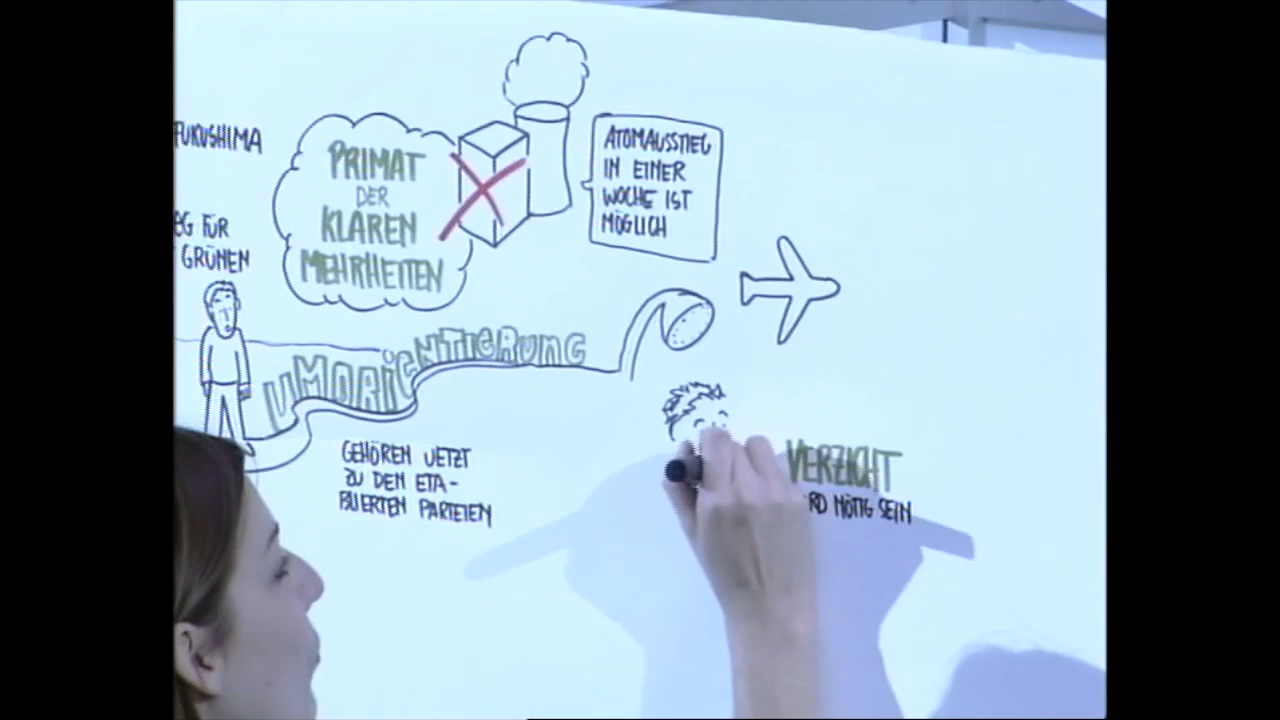 FUKUSHIMA
FÜR
GRÜNEN
PRIMAT
DER
KLAREN
MEHRHEITEN
ATOMAUSSTIEG
IN EINER
WOCHE IST
MÖGLICH
UMORIENTIERUNG
GEHÖREN JETZT
ZU DEN ETA-
BLIERTEN PARTEIEN
VERZICHT
RD NÖTIG SEIN